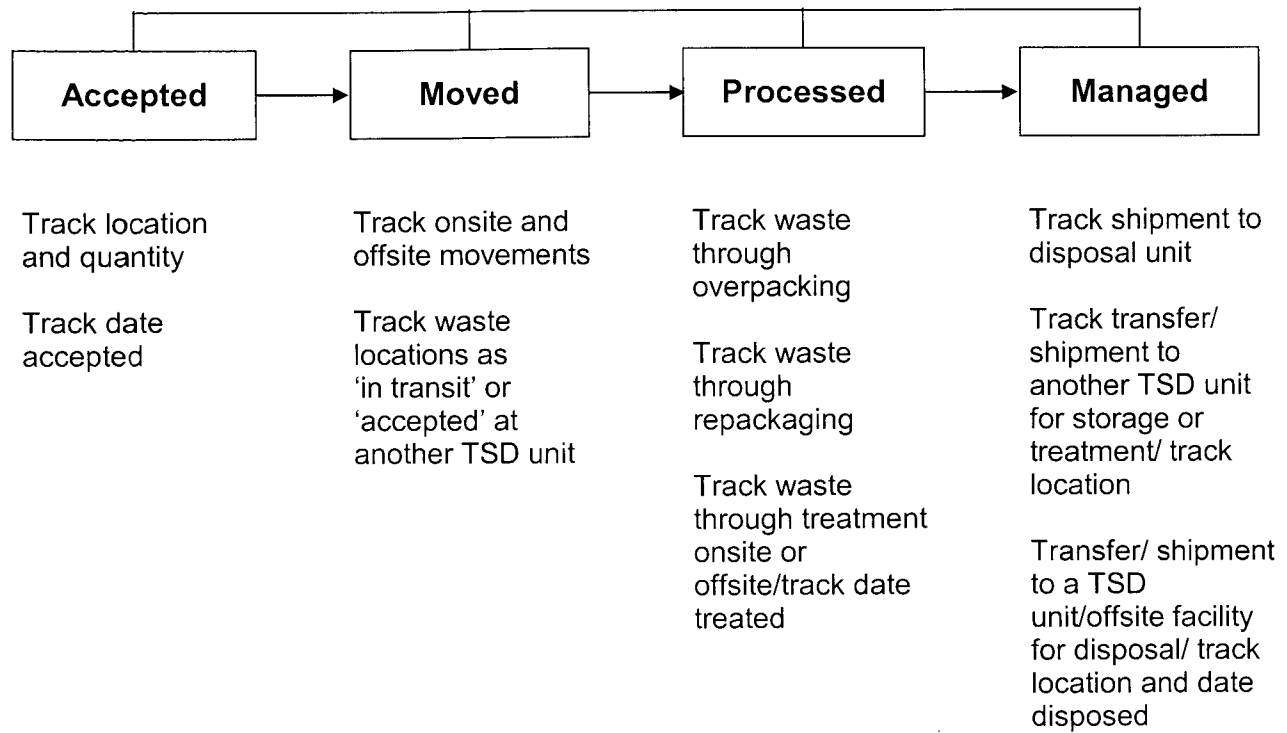 Accepted
Moved
Processed
Managed
Track location
and quantity
Track date
accepted
Track onsite and
offsite movements
Track waste
locations as
‘in transit’ or
‘accepted’ at
another TSD unit
Track waste
through
overpacking
Track waste
through
repackaging
Track waste
through treatment
onsite or
offsite/track date
treated
Track shipment to
disposal unit
Track transfer/
shipment to
another TSD unit
for storage or
treatment/ track
location
Transfer/ shipment
to a TSD
unit/offsite facility
for disposal/ track
location and date
disposed